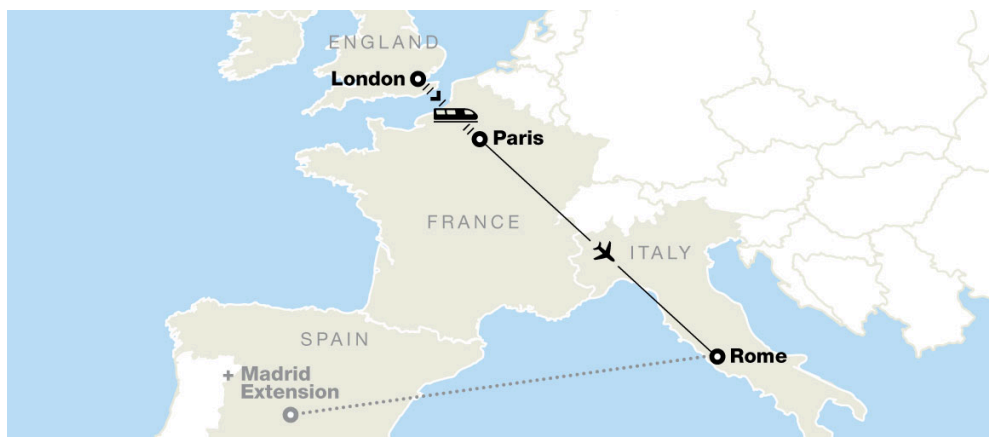 ENGLAND
London
Paris
FRANCE
ITALY
SPAIN
Rome
+ Madrid
Extension